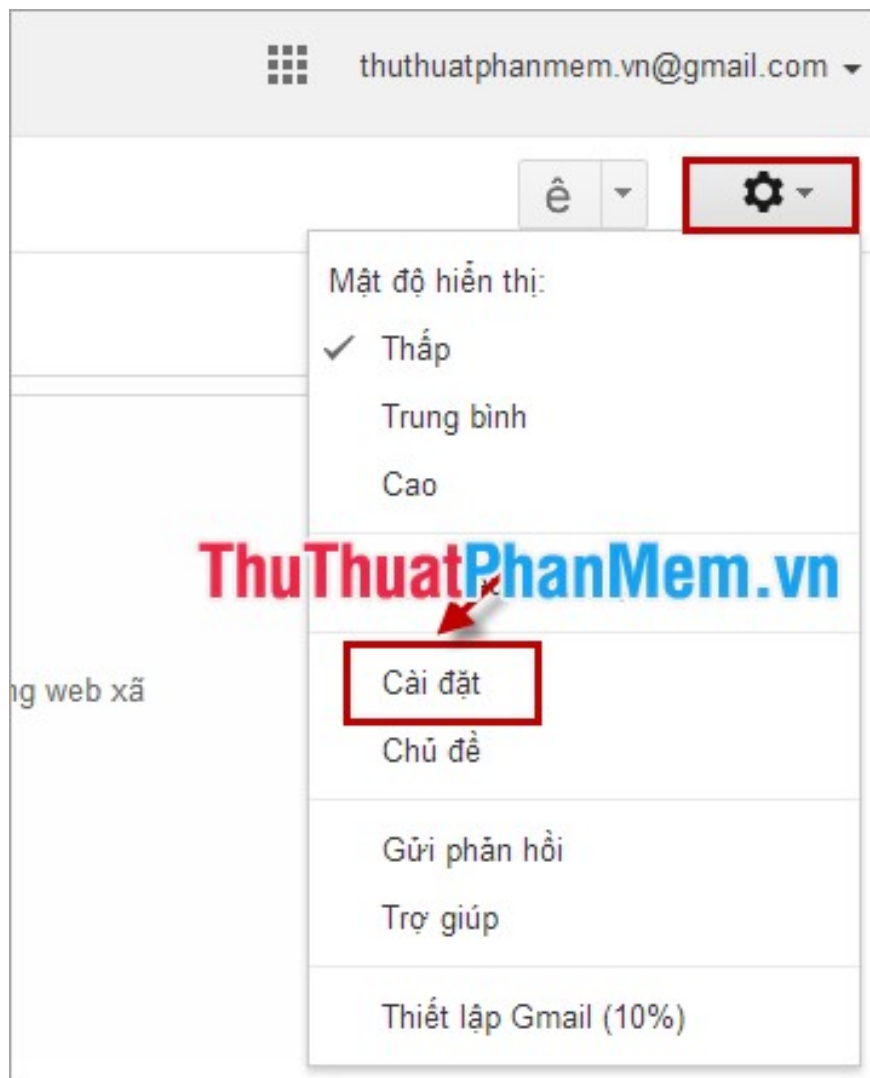 thuthuatphanmem.vn@gmail.com
ê
Mật độ hiển thị:
Thấp
Trung bình
Cao
ThuThuatPhanMem.vn
Cài đặt
ng web xã
Chủ đề
Gửi phản hồi
Trợ giúp
Thiết lập Gmail (10%)